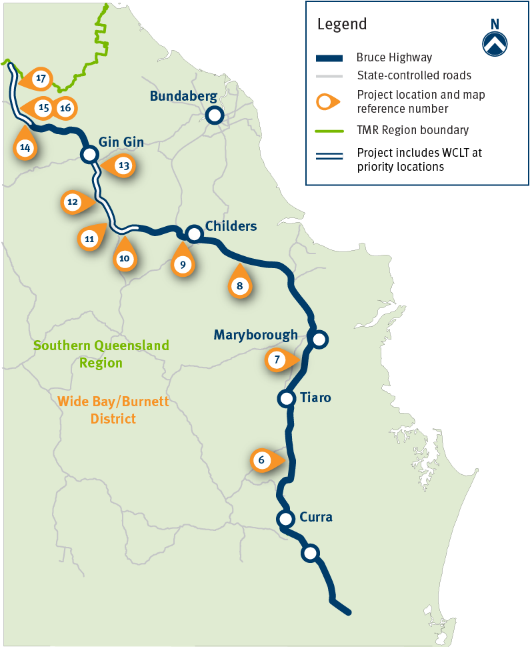 Legend
N
Bruce Highway
State-controlled roads
Project location and map
reference number
TMR Region boundary
Project includes WCLT at
priority locations
17
15
16
14
Bundaberg
Gin Gin
13
12
11
10
Childers
9
8
Maryborough
7
Southern Queensland
Region
Tiaro
Wide Bay/Burnett
District
6
Curra